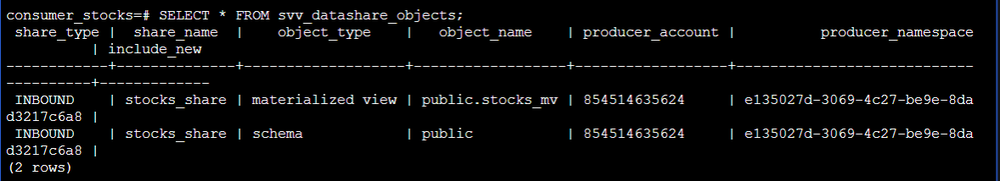 consumer_stocks=# SELECT * FROM svv_datashare_objects;
 share_type |  share_name  |    object_type    |   object_name    | producer_account |          producer_namespace
          | include_new
------------+--------------+-------------------+------------------+------------------+----------------------------
----------+-------------
 INBOUND    | stocks_share | materialized view | public.stocks_mv | 854514635624     | e135027d-3069-4c27-be9e-8da
d3217c6a8 |
 INBOUND    | stocks_share | schema            | public           | 854514635624     | e135027d-3069-4c27-be9e-8da
d3217c6a8 |
(2 rows)